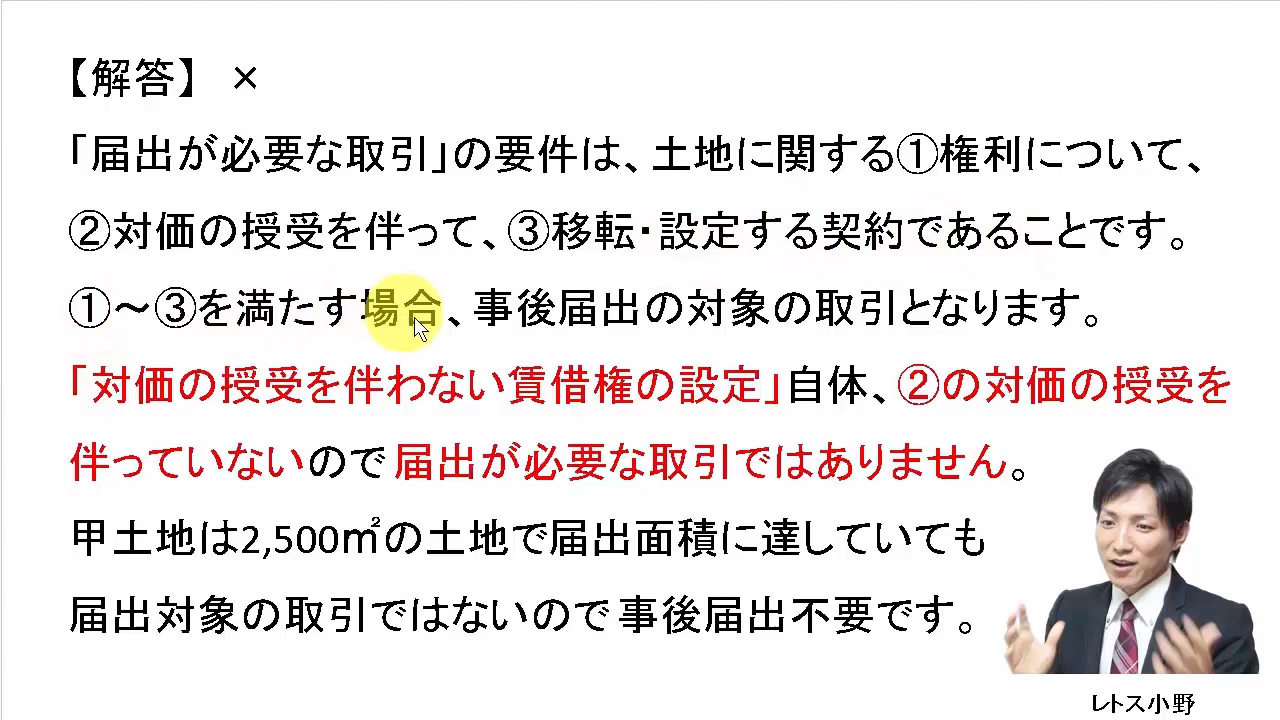 【解答】 ×
「届出が必要な取引」の要件は、土地に関する①権利について、
②対価の授受を伴って、③移転・設定する契約であることです。
①～③を満たす場合、事後届出の対象の取引となります。
「対価の授受を伴わない賃借権の設定」自体、②の対価の授受を
伴っていないので届出が必要な取引ではありません。
甲土地は2,500㎡の土地で届出面積に達していても
届出対象の取引ではないので事後届出不要です。
レトス小野